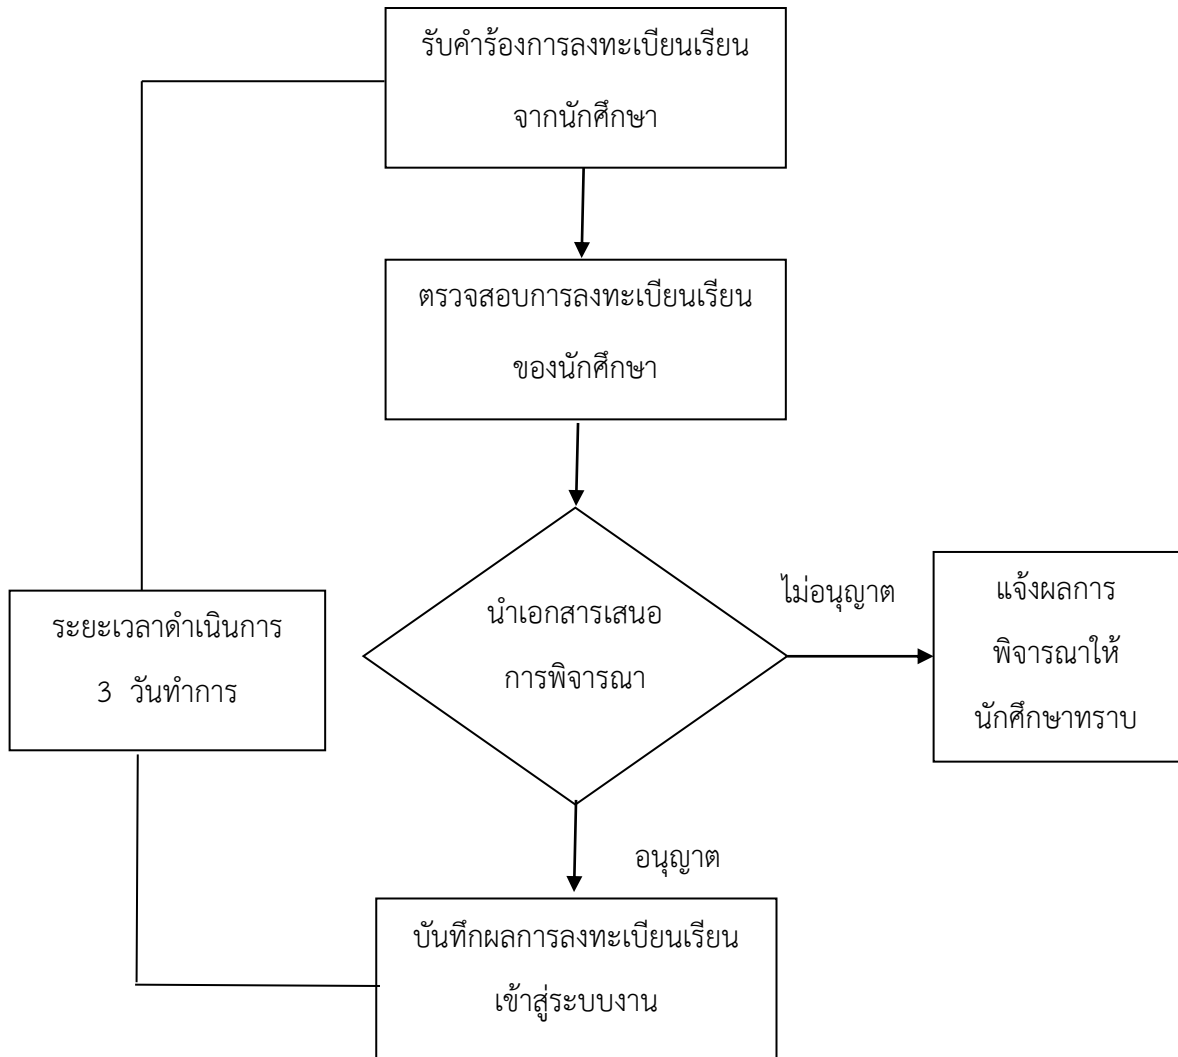 รับคำร้องการลงทะเบียนเรียน
จากนักศึกษา
ตรวจสอบการลงทะเบียนเรียน
ของนักศึกษา
นำเอกสารเสนอ
การพิจารณา
ไม่อนุญาต
แจ้งผลการ
พิจารณาให้
นักศึกษาทราบ
ระยะเวลาดำเนินการ
3 วันทำการ
อนุญาต
บันทึกผลการลงทะเบียนเรียน
เข้าสู่ระบบงาน